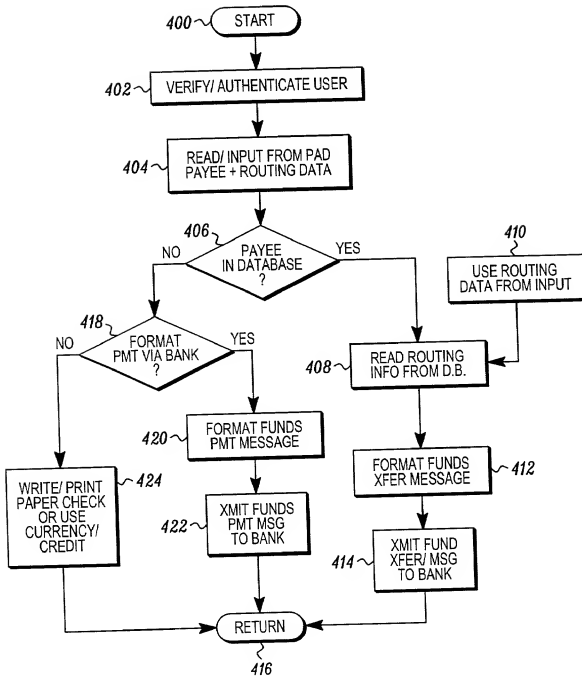 400
START
402
VERIFY/ AUTHENTICATE USER
404
READ/ INPUT FROM PAD
PAYEE + ROUTING DATA
406
PAYEE
IN DATABASE
?
NO
YES
410
USE ROUTING
DATA FROM INPUT
418
FORMAT
PMT VIA BANK
?
NO
YES
408
READ ROUTING
INFO FROM D.B.
420
FORMAT FUNDS
PMT MESSAGE
FORMAT FUNDS
XFER MESSAGE
412
WRITE/ PRINT
PAPER CHECK
OR USE
CURRENCY/
CREDIT
424
422
XMIT FUNDS
PMT MSG
TO BANK
414
XMIT FUND
XFER/ MSG
TO BANK
RETURN
416